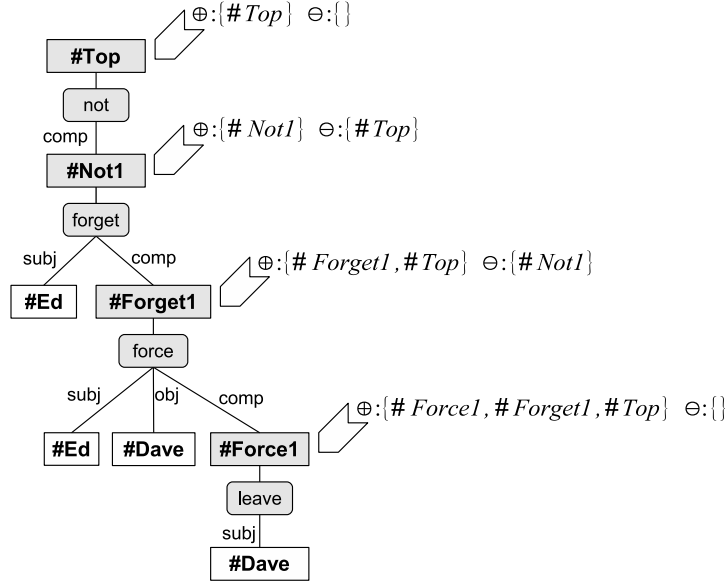 ⊕:{#Top} ⊖:{}
#Top
not
comp
⊕:{#Not1} ⊖:{#Top}
#Not1
forget
subj comp
⊕:{#Forget1,#Top} ⊖:{#Not1}
#Ed #Forget1
force
subj obj comp
⊕:{#Force1,#Forget1,#Top} ⊖:{}
#Ed #Dave #Force1
leave
subj
#Dave